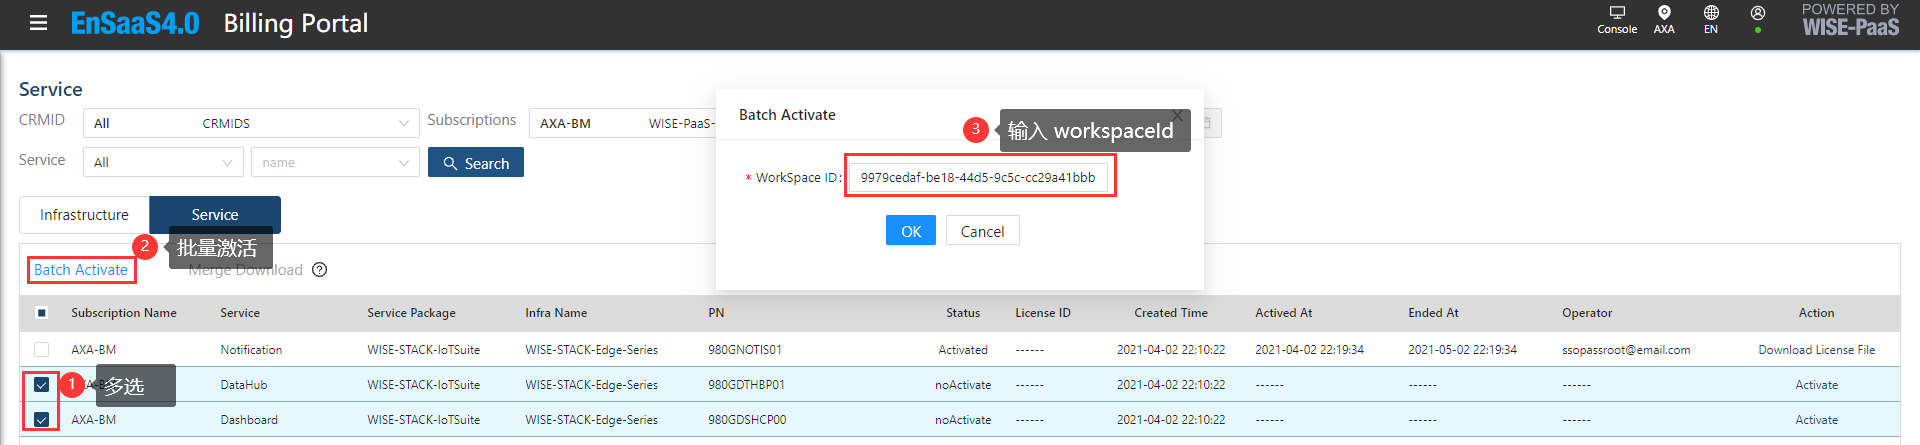 EnSaaS4.0 Billing Portal
Console AXA EN
POWERED BY
WISE-PaaS
Service
CRMID All CRMIDS Subscriptions AXA-BM WISE-PaaS-
Service All name Search
Batch Activate
3 输入 workspaceId
* WorkSpace ID: 9979cedaf-be18-44d5-9c5c-cc29a41bbb
OK Cancel
Infrastructure Service
2 批量激活
Batch Activate Merge Download
Subscription Name Service Service Package Infra Name PN Status License ID Created Time Actived At Ended At Operator Action
AXA-BM Notification WISE-STACK-IoTSuite WISE-STACK-Edge-Series 980GNOTIS01 Activated ------ 2021-04-02 22:10:22 2021-04-02 22:19:34 2021-05-02 22:19:34 ssopassroot@email.com Download License File
1 多选
DataHub WISE-STACK-IoTSuite WISE-STACK-Edge-Series 980GDTHBP01 noActivate ------ 2021-04-02 22:10:22 ------ ------ ------ Activate
AXA-BM Dashboard WISE-STACK-IoTSuite WISE-STACK-Edge-Series 980GDSHCP00 noActivate ------ 2021-04-02 22:10:22 ------ ------ ------ Activate